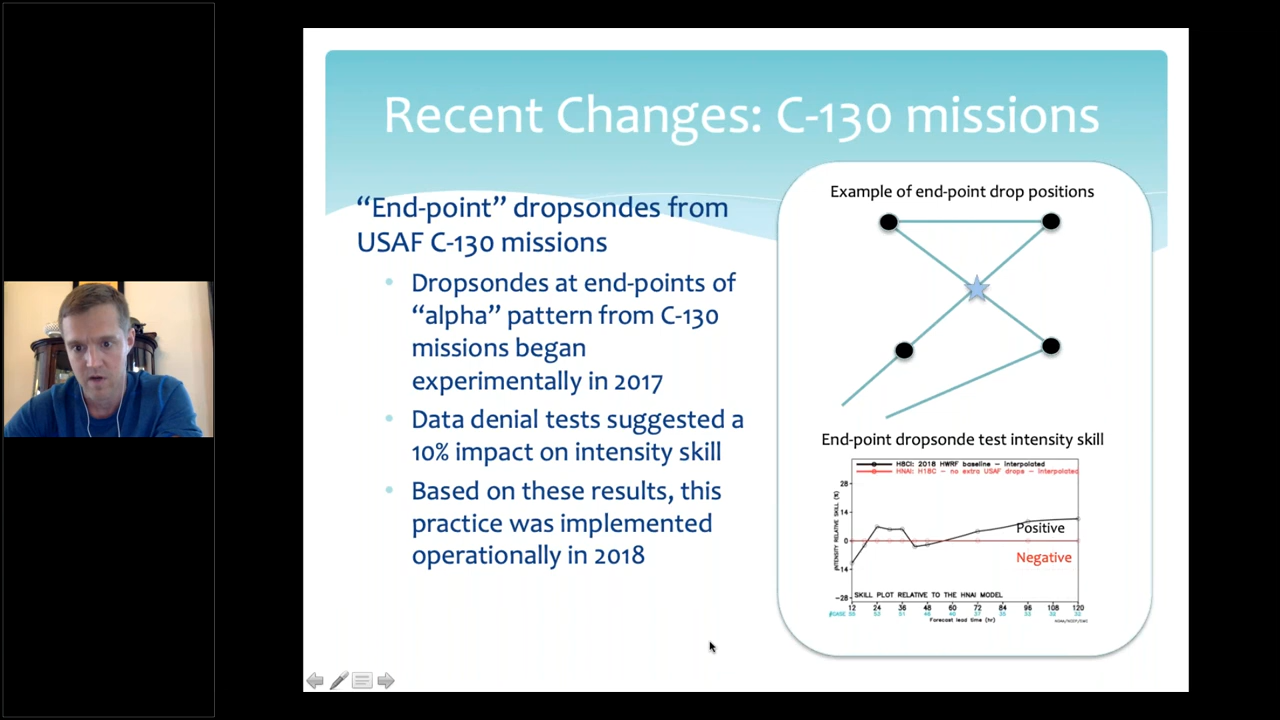 Recent Changes: C-130 missions
“End-point” dropsondes from
USAF C-130 missions
Dropsondes at end-points of
“alpha” pattern from C-130
missions began
experimentally in 2017
Data denial tests suggested a
10% impact on intensity skill
Based on these results, this
practice was implemented
operationally in 2018
Example of end-point drop positions
End-point dropsonde test intensity skill
H8CI: 2018 HWRF baseline - interpolated
HNAI: H18C - no extra USAF drops - interpolated
INTENSITY RELATIVE SKILL (%)
28
14
0
-14
-28
Positive
Negative
SKILL PLOT RELATIVE TO THE HNAI MODEL
12 24 36 48 60 72 84 96 108 120
#CASE
Forecast lead time (hr)